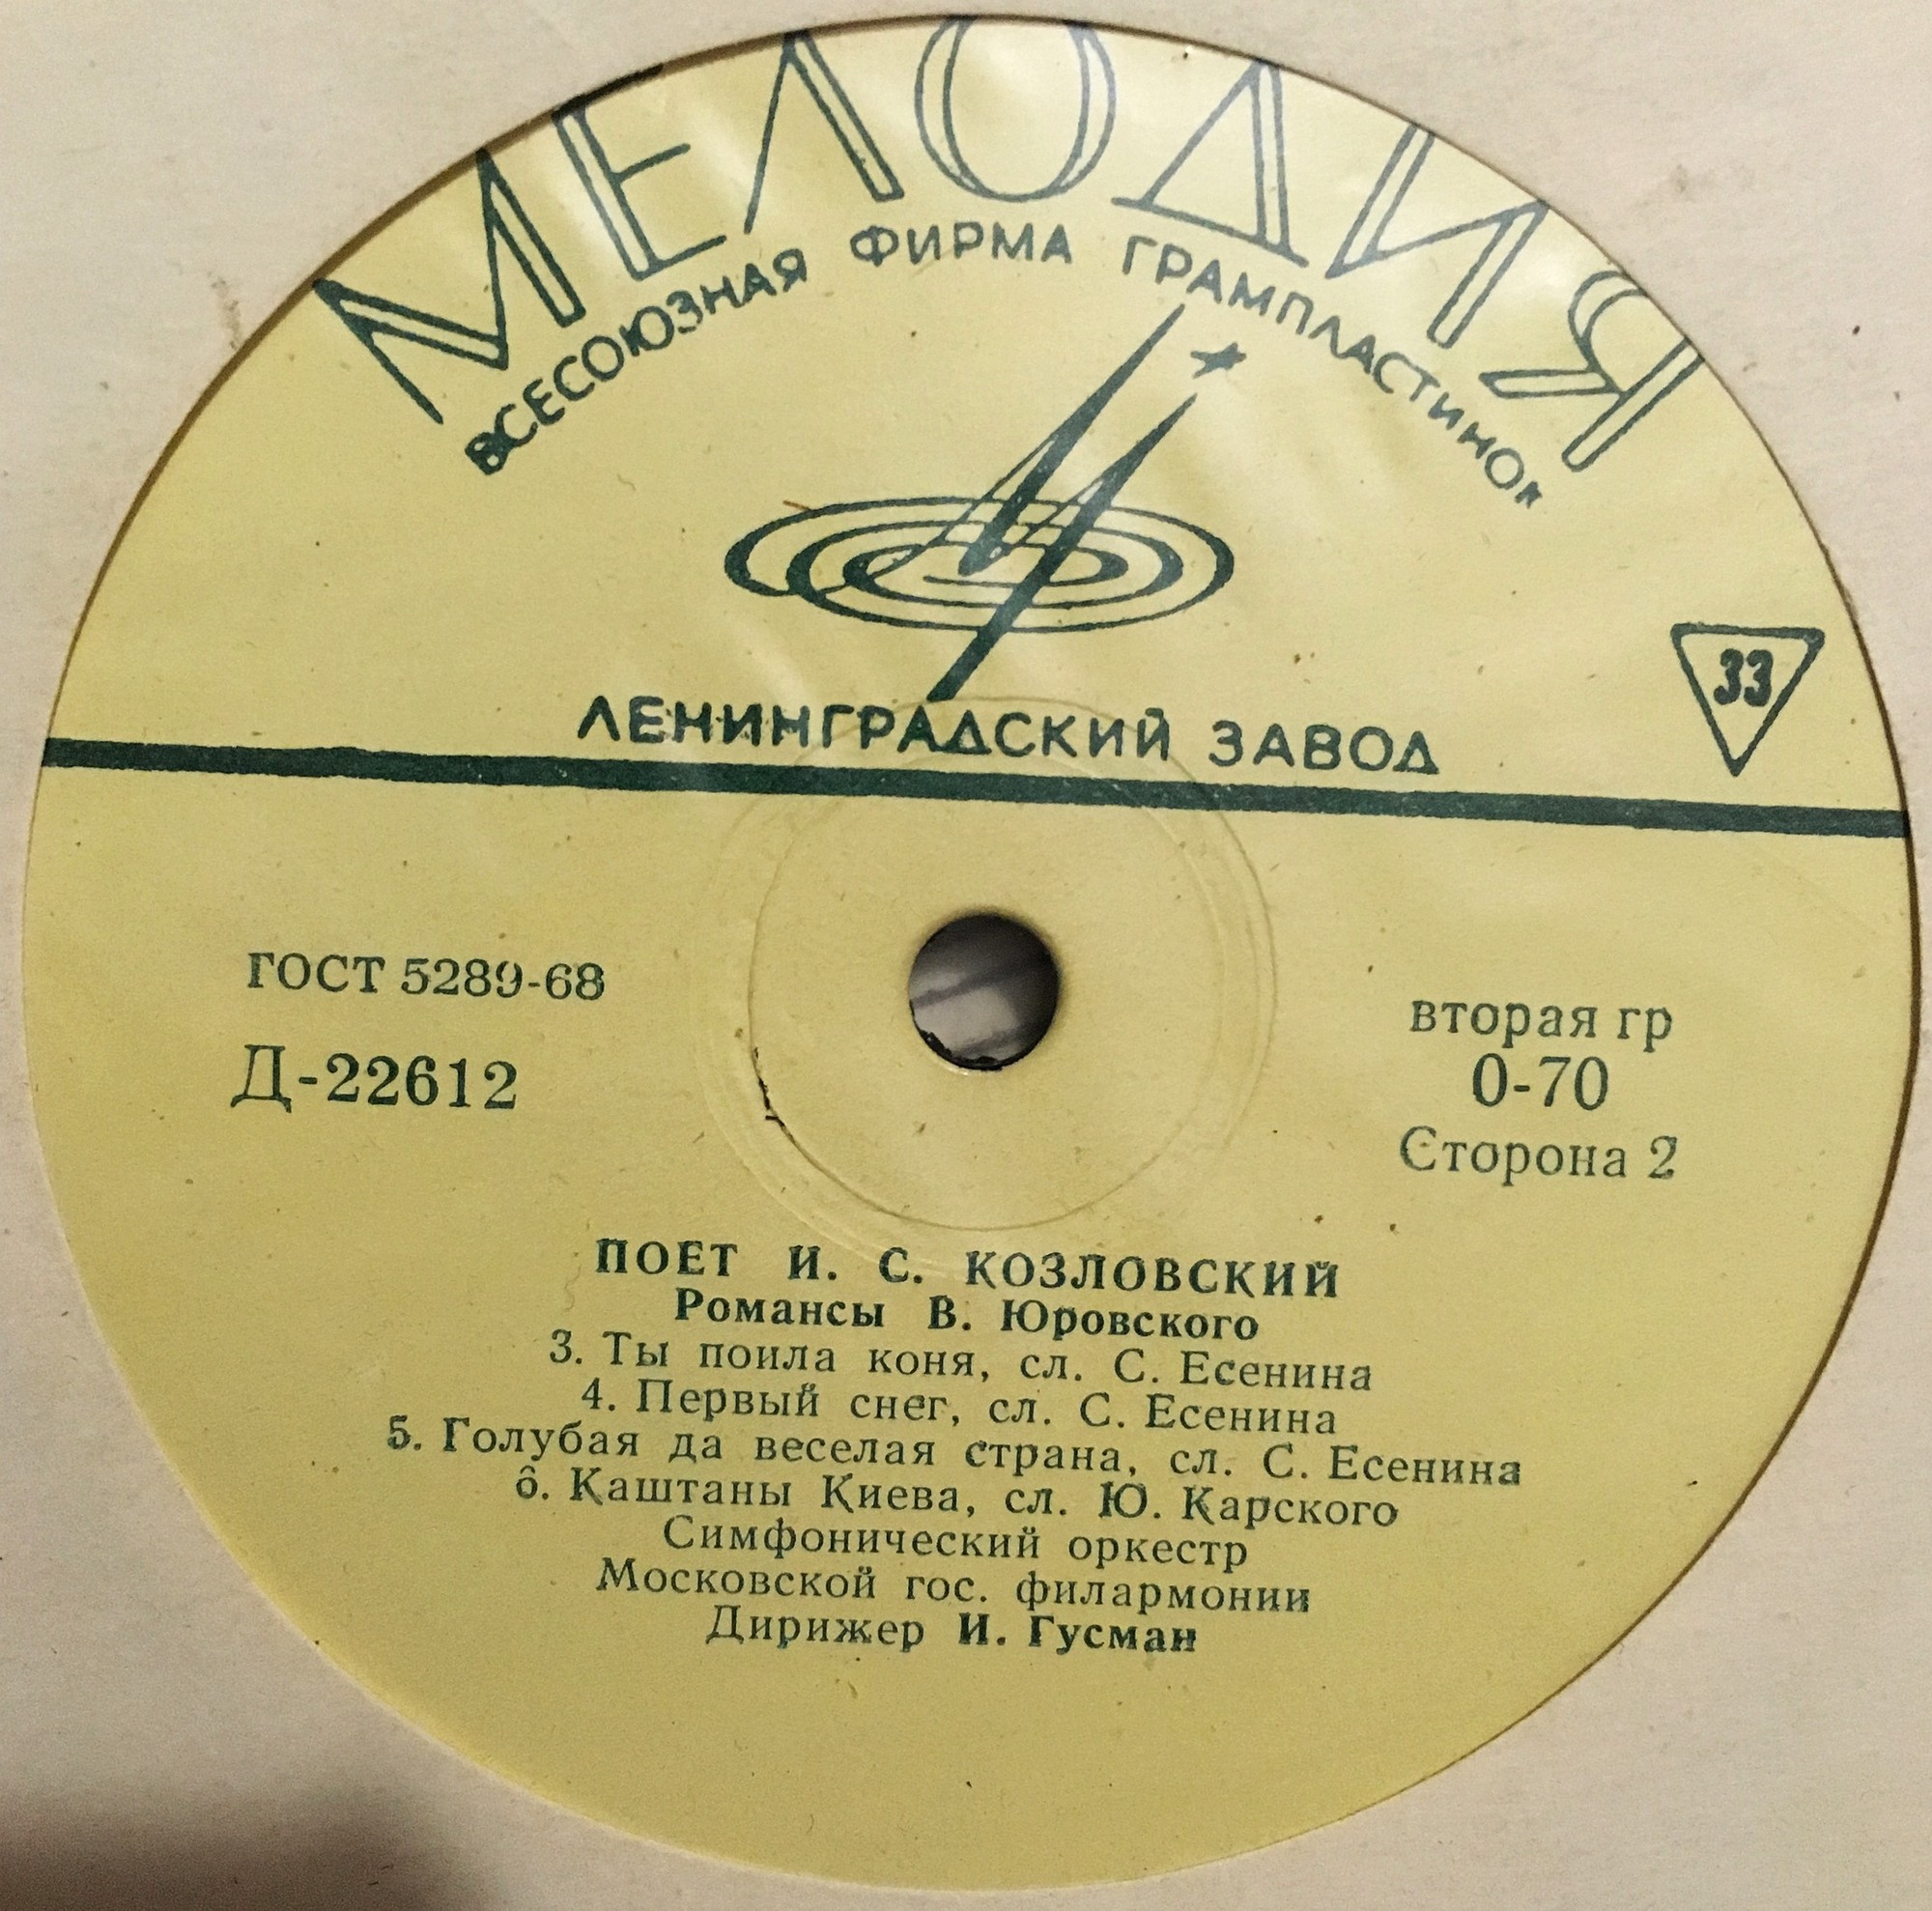 МЕЛОДИЯ
ВСЕСОЮЗНАЯ ФИРМА ГРАМПЛАСТИНОК
33
ЛЕНИНГРАДСКИЙ ЗАВОД
ГОСТ 5289-68
Д-22612
вторая гр
0-70
Сторона 2
ПОЕТ И. С. КОЗЛОВСКИЙ
Романсы В. Юровского
3. Ты поила коня, сл. С. Есенина
4. Первый снег, сл. С. Есенина
5. Голубая да веселая страна, сл. С. Есенина
6. Каштаны Киева, сл. Ю. Карского
Симфонический оркестр
Московской гос. филармонии
Дирижер И. Гусман